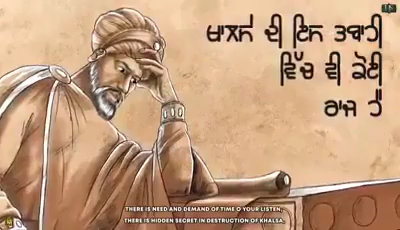 ਖ਼ਾਲਸੇ ਦੀ ਇਸ ਤਬਾਹੀ
ਵਿੱਚ ਵੀ ਕੋਈ
ਰਾਜ ਹੈ
THERE IS NEED AND DEMAND OF TIME O YOUR LISTEN,
THERE IS HIDDEN SECRET IN DESTRUCTION OF KHALSA.